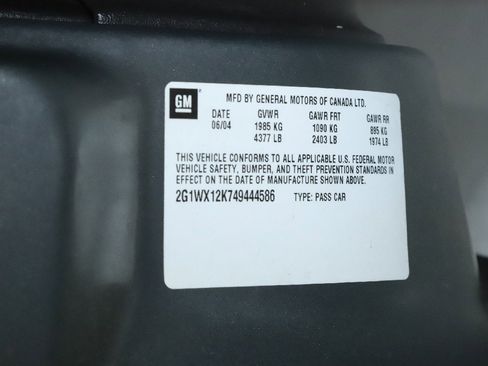 GM MFD BY GENERAL MOTORS OF CANADA LTD.
DATE GVWR GAWR FRT GAWR RR
06/04 1985 KG 1090 KG 895 KG
4377 LB 2403 LB 1974 LB
THIS VEHICLE CONFORMS TO ALL APPLICABLE U.S. FEDERAL MOTOR
VEHICLE SAFETY, BUMPER, AND THEFT PREVENTION STANDARDS IN
EFFECT ON THE DATE OF MANUFACTURE SHOWN ABOVE.
2G1WX12K749444586 TYPE: PASS CAR